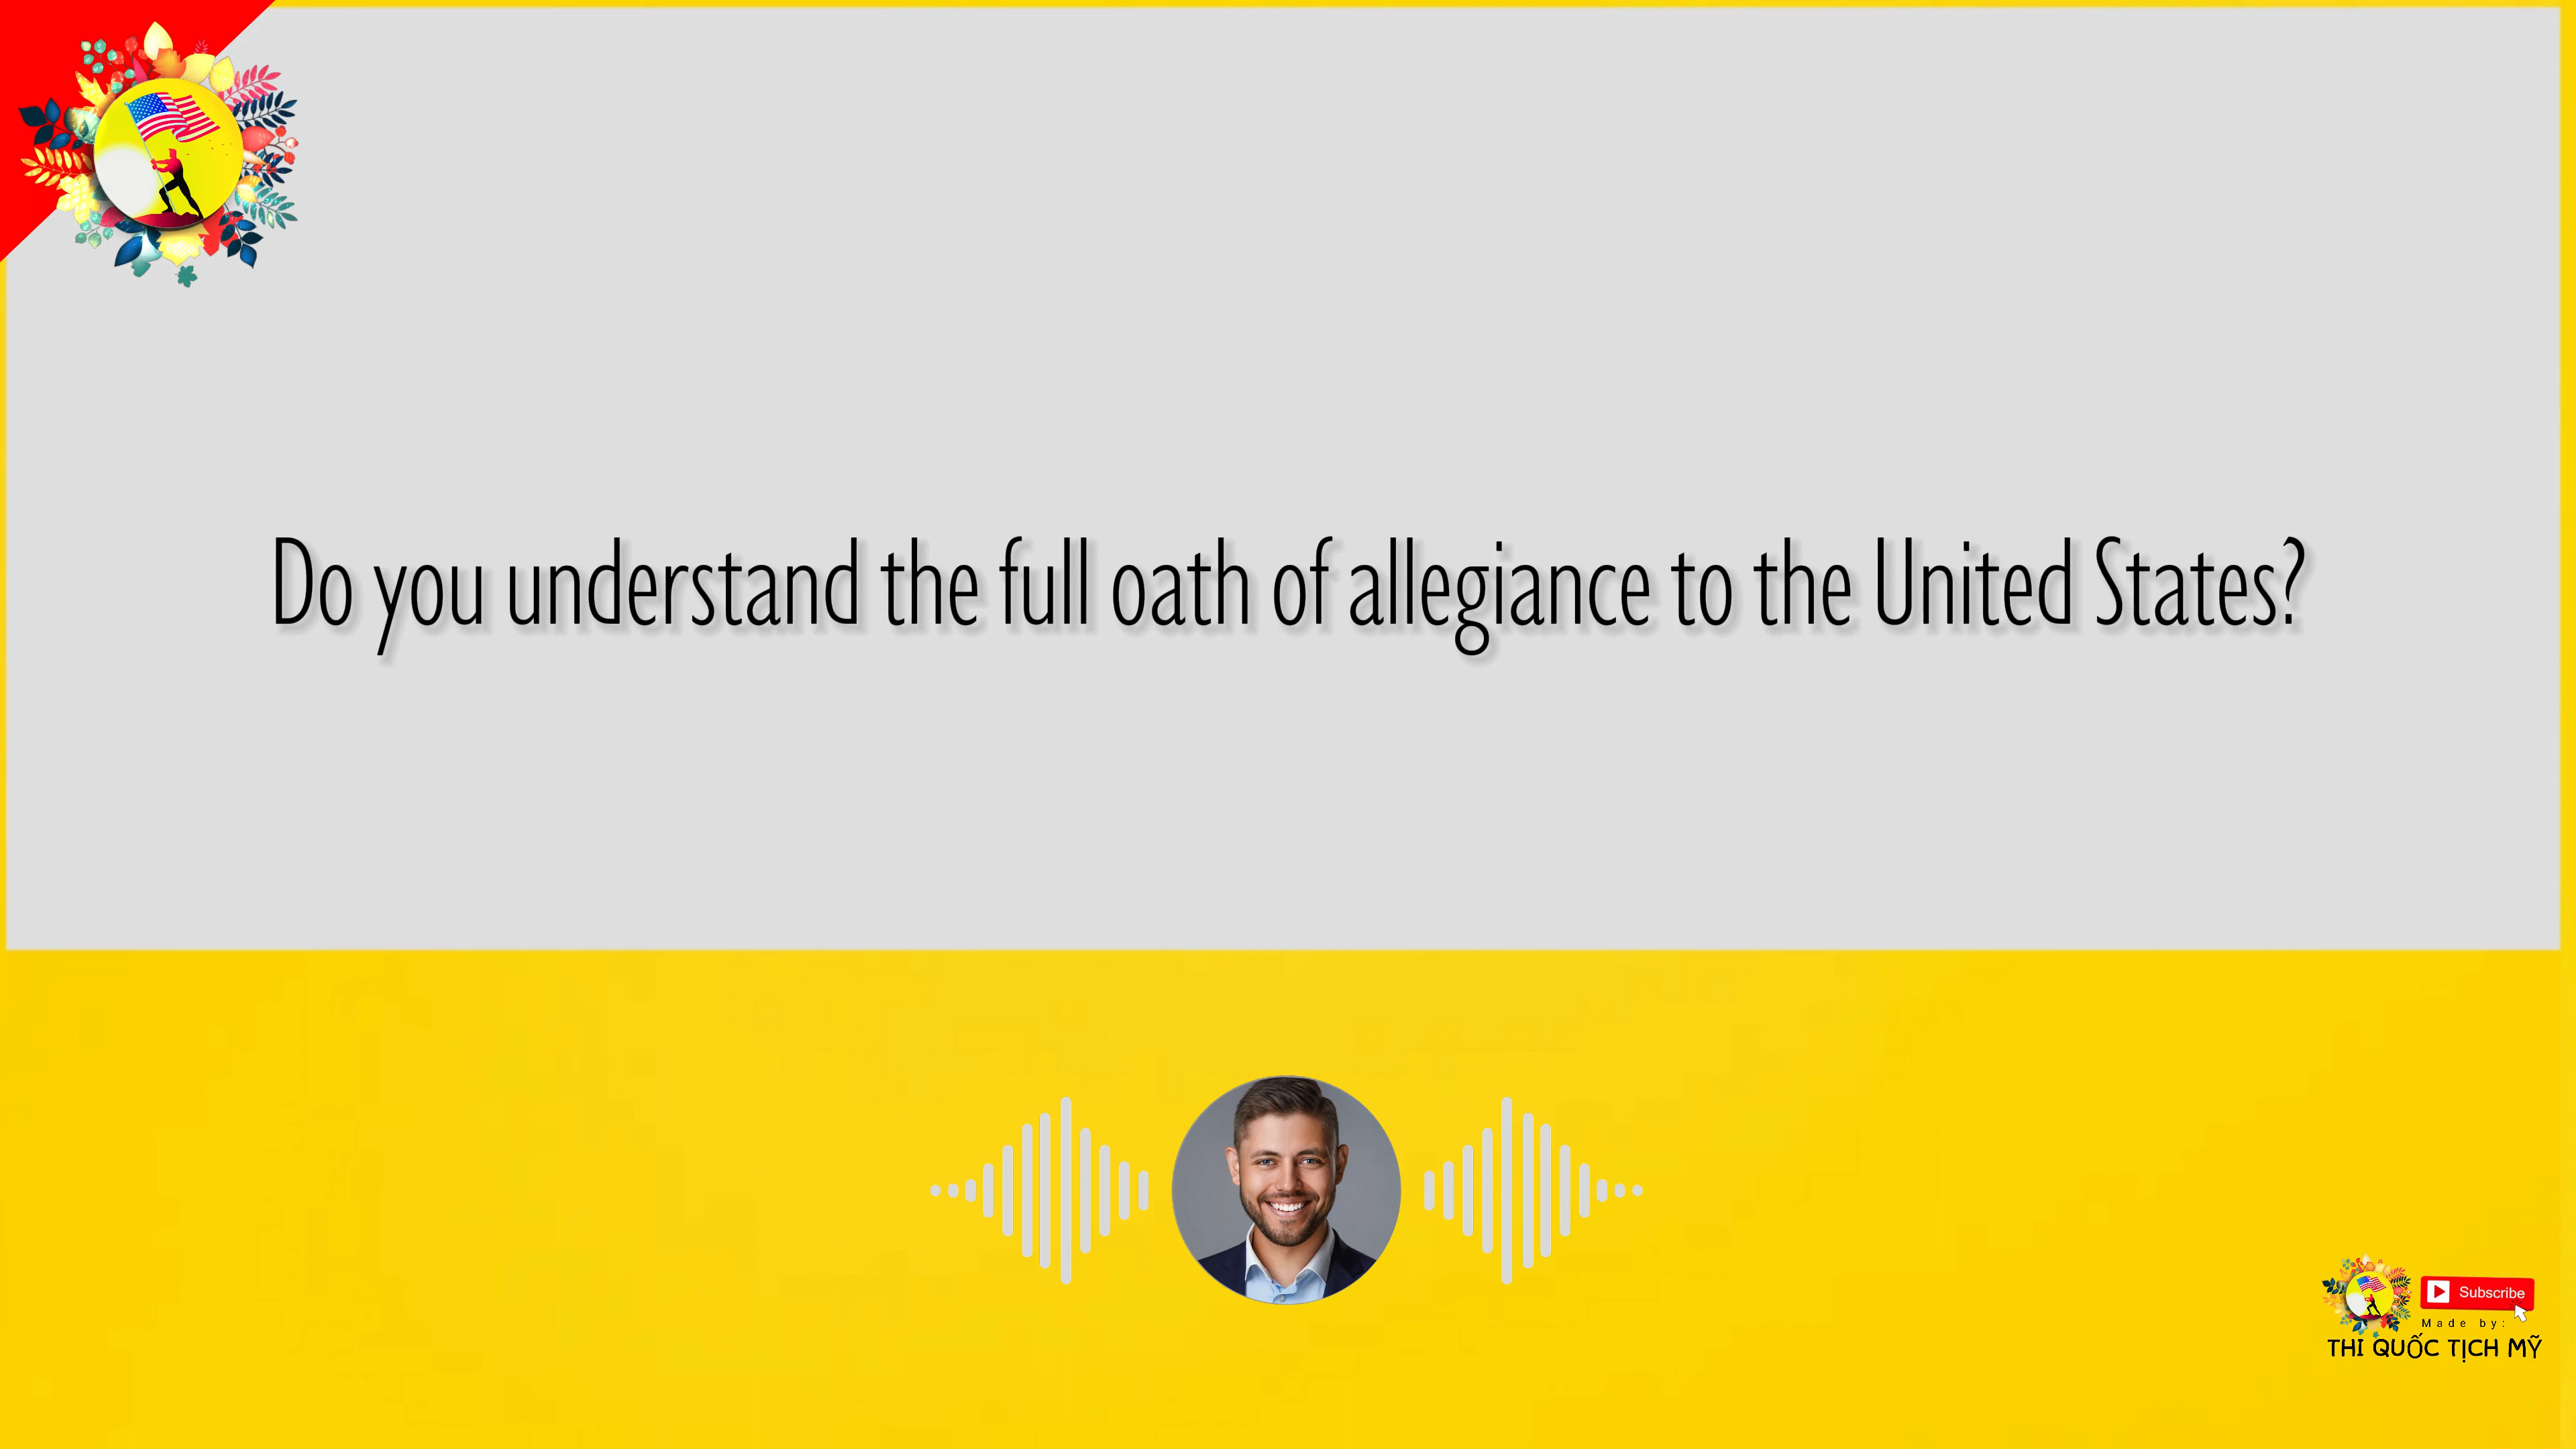 Do you understand the full oath of allegiance to the United States?
Subscribe
Made by:
THI QUỐC TỊCH MỸ